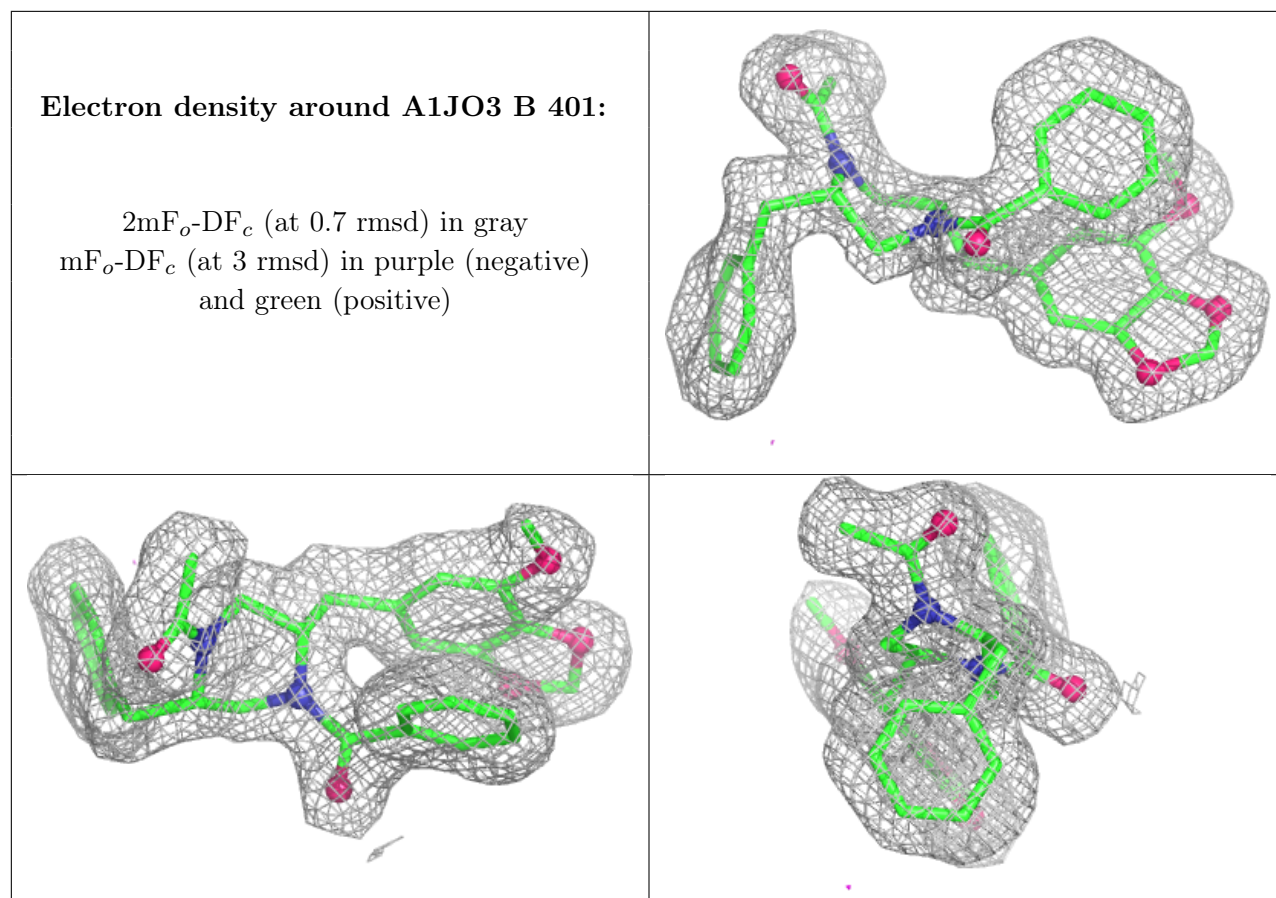 Electron density around A1JO3 B 401:
2mFo-DFc (at 0.7 rmsd) in gray
mFo-DFc (at 3 rmsd) in purple (negative)
and green (positive)